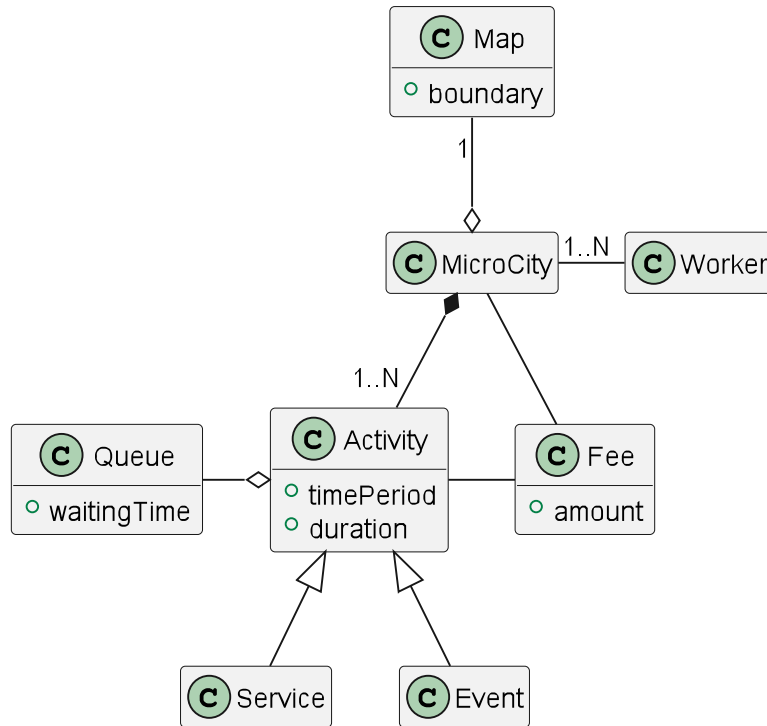 C Map
boundary
1
C MicroCity
1..N
C Worker
1..N
C Queue
waitingTime
C Activity
timePeriod
duration
C Fee
amount
C Service
C Event